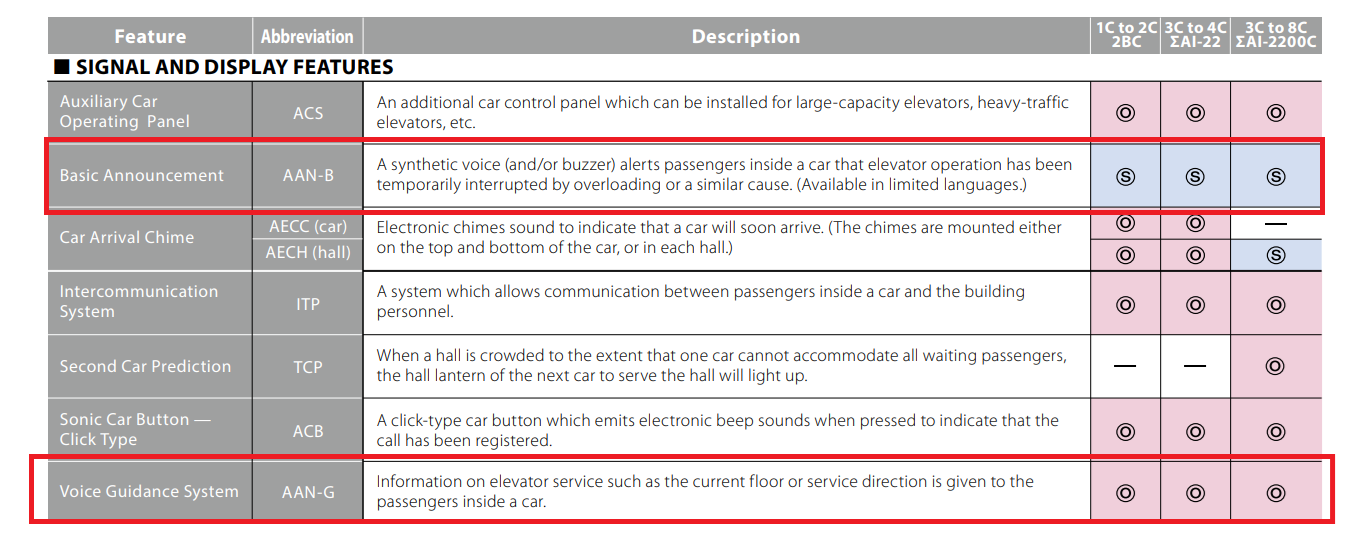 Feature Abbreviation Description 1C to 2C 2BC 3C to 4C ΣAI-22 3C to 8C ΣAI-2200C
■ SIGNAL AND DISPLAY FEATURES
Auxiliary Car
Operating Panel
ACS
An additional car control panel which can be installed for large-capacity elevators, heavy-traffic
elevators, etc.
Ⓞ Ⓞ Ⓞ
Basic Announcement
AAN-B
A synthetic voice (and/or buzzer) alerts passengers inside a car that elevator operation has been
temporarily interrupted by overloading or a similar cause. (Available in limited languages.)
Ⓢ Ⓢ Ⓢ
Car Arrival Chime
AECC (car)
AECH (hall)
Electronic chimes sound to indicate that a car will soon arrive. (The chimes are mounted either
on the top and bottom of the car, or in each hall.)
Ⓞ Ⓞ —
Ⓞ Ⓞ Ⓢ
Intercommunication
System
ITP
A system which allows communication between passengers inside a car and the building
personnel.
Ⓞ Ⓞ Ⓞ
Second Car Prediction
TCP
When a hall is crowded to the extent that one car cannot accommodate all waiting passengers,
the hall lantern of the next car to serve the hall will light up.
— — Ⓞ
Sonic Car Button —
Click Type
ACB
A click-type car button which emits electronic beep sounds when pressed to indicate that the
call has been registered.
Ⓞ Ⓞ Ⓞ
Voice Guidance System
AAN-G
Information on elevator service such as the current floor or service direction is given to the
passengers inside a car.
Ⓞ Ⓞ Ⓞ